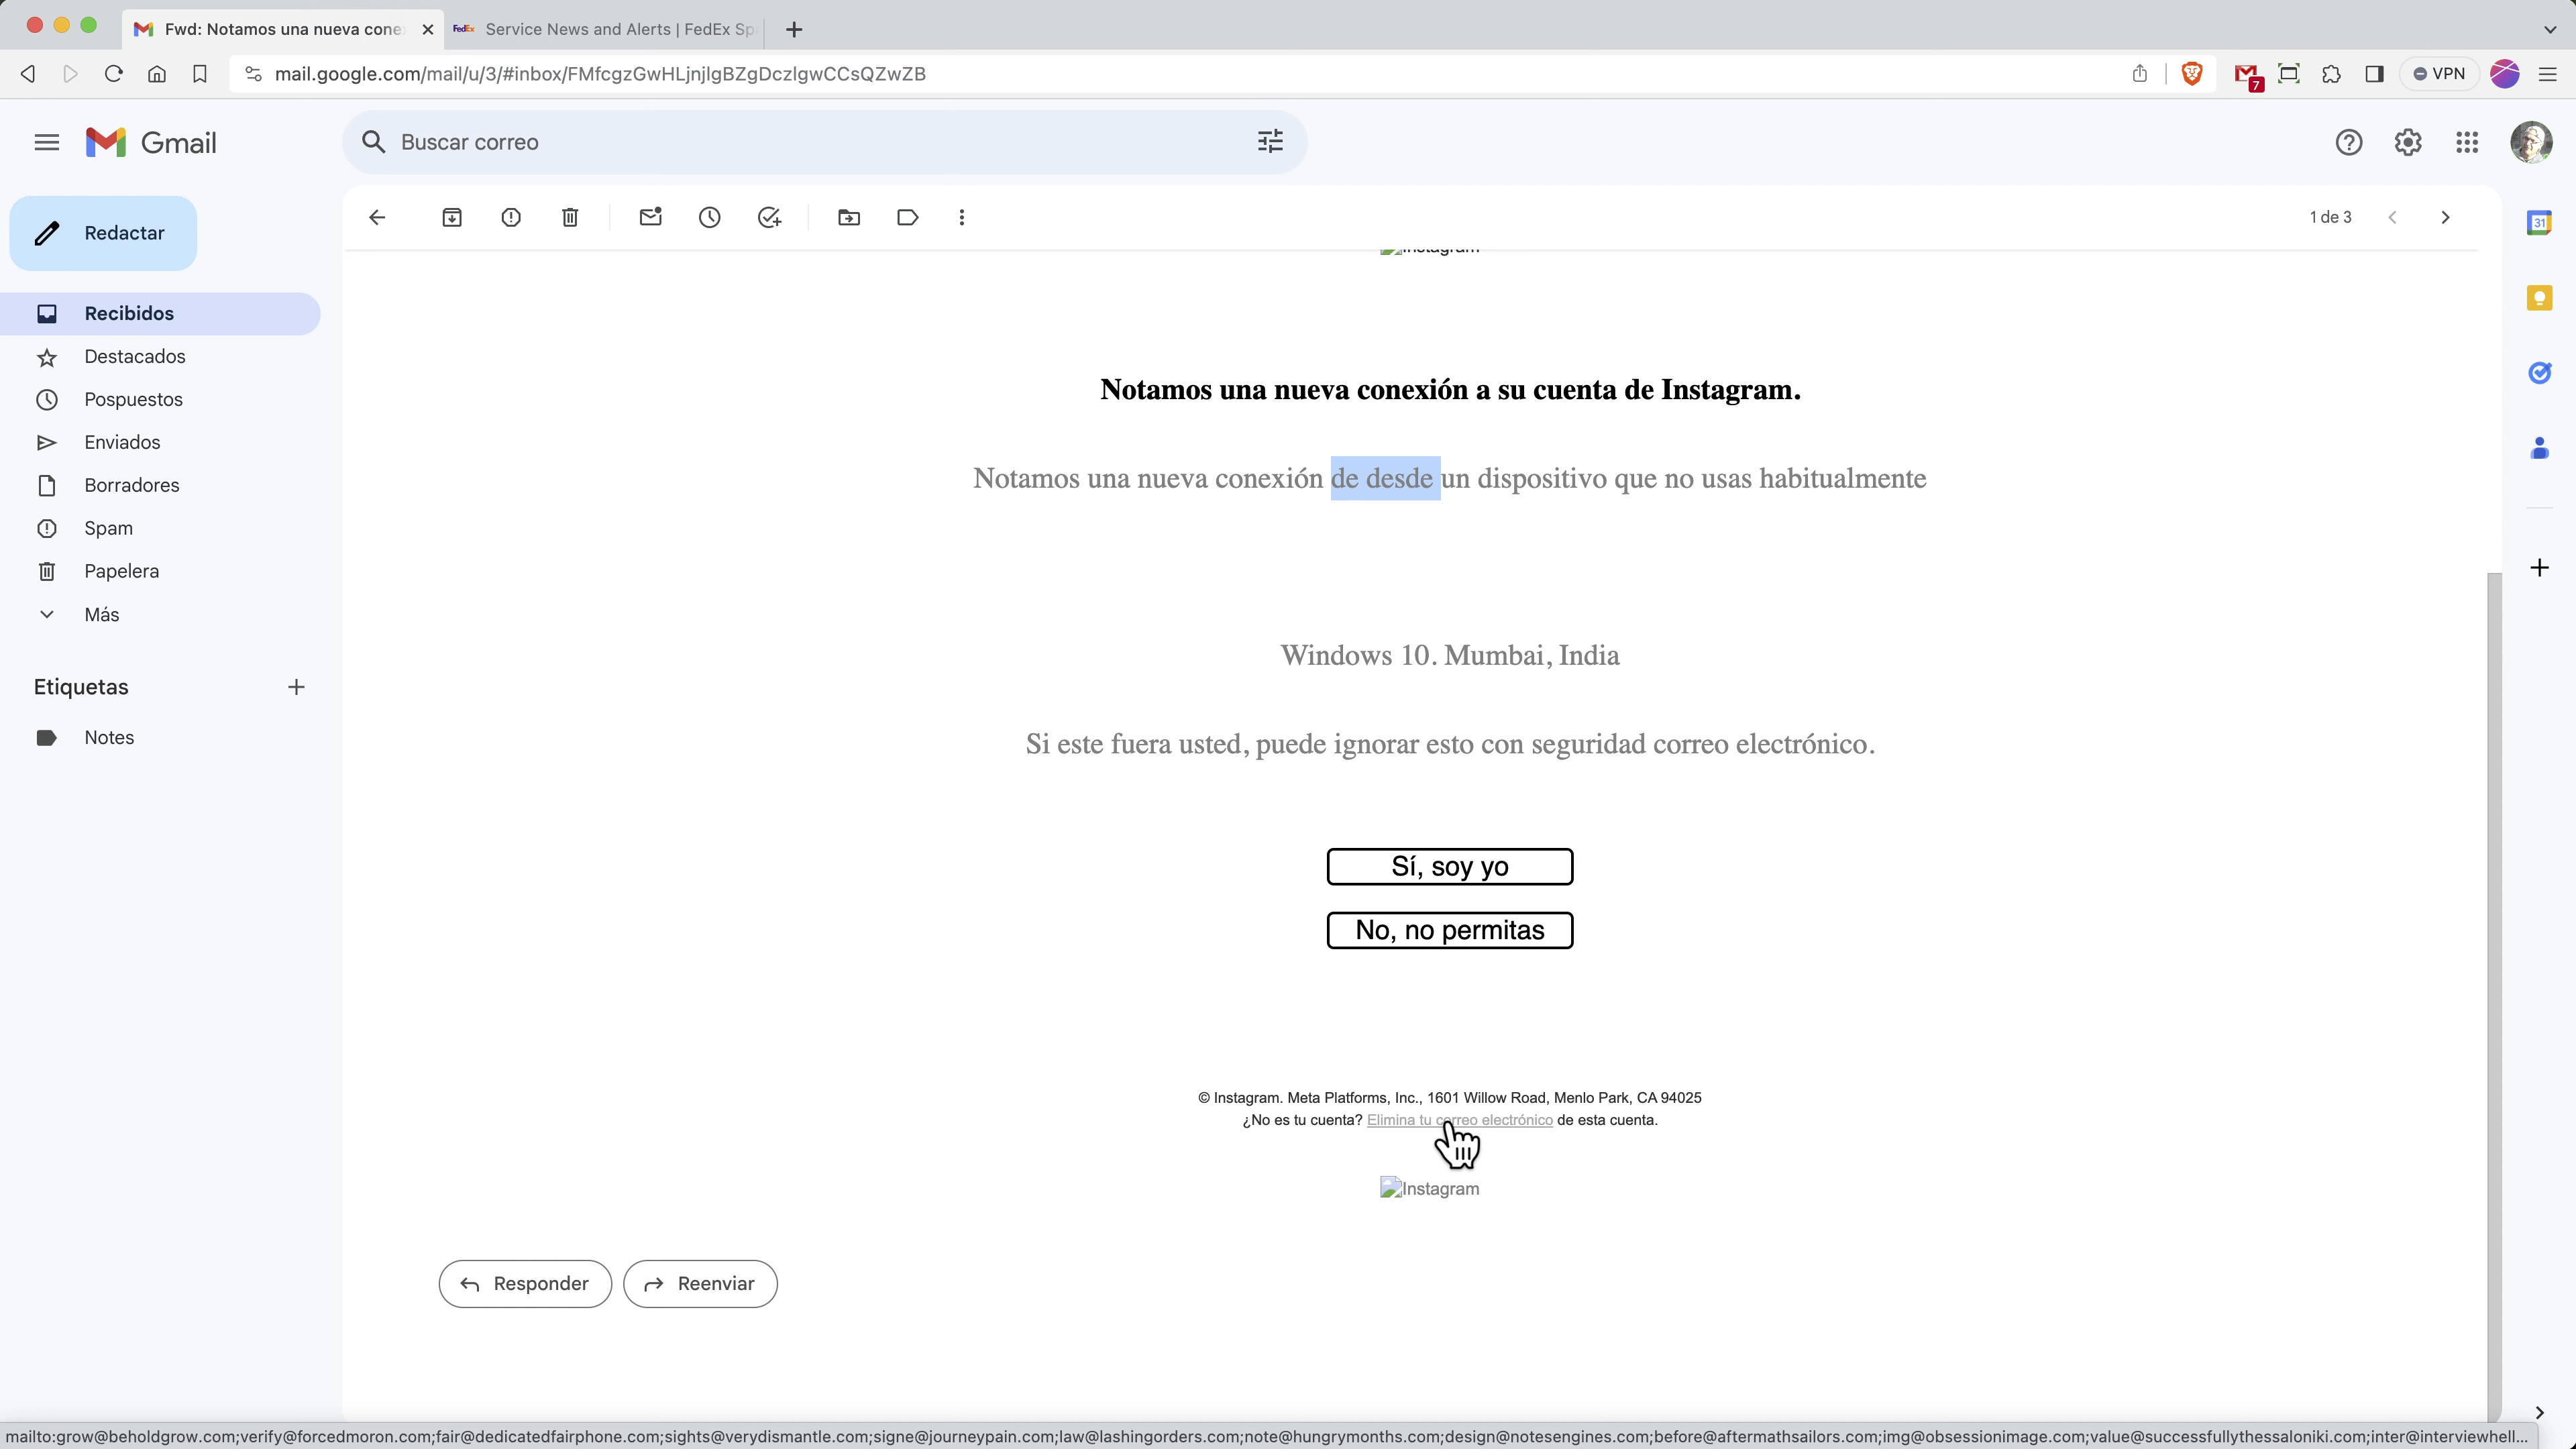 Fwd: Notamos una nueva cone
Service News and Alerts | FedEx Sp
mail.google.com/mail/u/3/#inbox/FMfcgzGwHLjnjlgBZgDczlgwCCsQZwZB
7
VPN
Gmail
Buscar correo
Redactar
1 de 3
31
Instagram
Recibidos
Destacados
Pospuestos
Enviados
Borradores
Spam
Papelera
Más
Etiquetas
Notes
Notamos una nueva conexión a su cuenta de Instagram.
Notamos una nueva conexión de desde un dispositivo que no usas habitualmente
Windows 10. Mumbai, India
Si este fuera usted, puede ignorar esto con seguridad correo electrónico.
Sí, soy yo
No, no permitas
© Instagram. Meta Platforms, Inc., 1601 Willow Road, Menlo Park, CA 94025
¿No es tu cuenta? Elimina tu correo electrónico de esta cuenta.
Instagram
Responder
Reenviar
mailto:grow@beholdgrow.com;verify@forcedmoron.com;fair@dedicatedfairphone.com;sights@verydismantle.com;signe@journeypain.com;law@lashingorders.com;note@hungrymonths.com;design@notesengines.com;before@aftermathsailors.com;img@obsessionimage.com;value@successfullythessaloniki.com;inter@interviewhell...